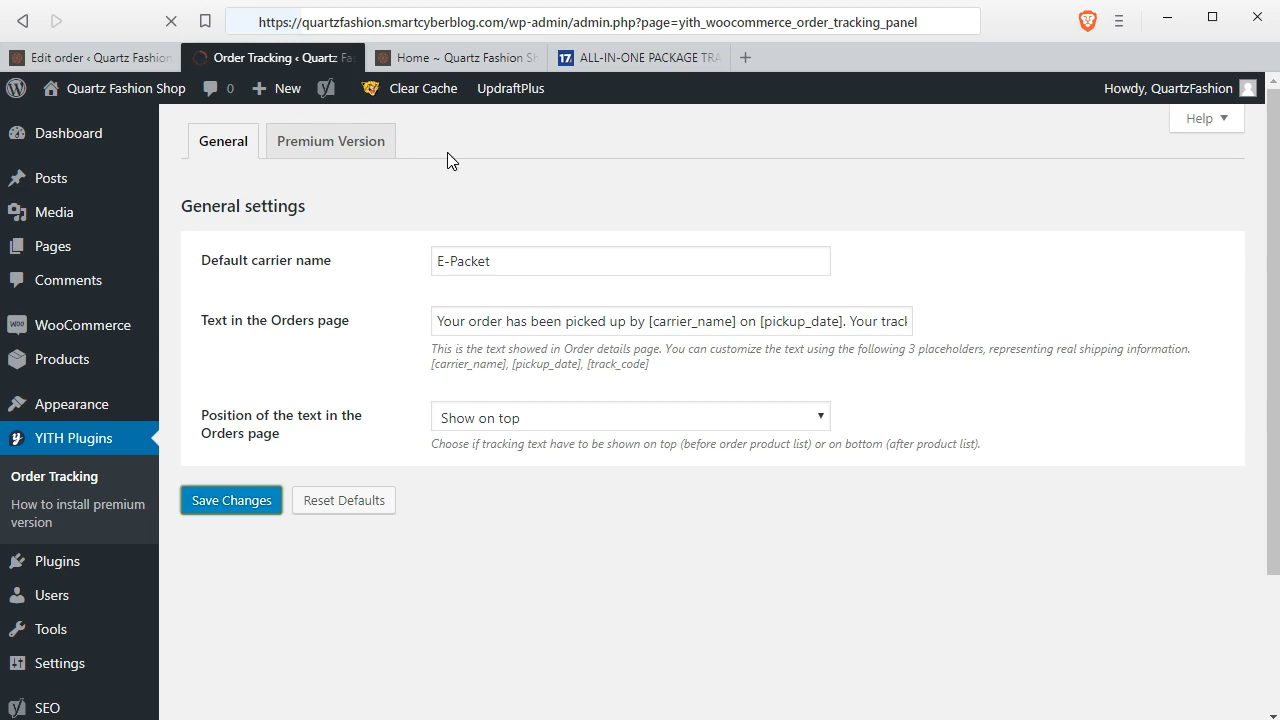 https://quartzfashion.smartcyberblog.com/wp-admin/admin.php?page=yith_woocommerce_order_tracking_panel
Edit order ‹ Quartz Fashion
Order Tracking ‹ Quartz Fa
Home ~ Quartz Fashion Sh
17 ALL-IN-ONE PACKAGE TRA
Quartz Fashion Shop 0 New Clear Cache UpdraftPlus Howdy, QuartzFashion
Help
General Premium Version
Dashboard
Posts
Media
Pages
Comments
WooCommerce
Products
Appearance
YITH Plugins
Order Tracking
How to install premium
version
Plugins
Users
Tools
Settings
SEO
General settings
Default carrier name E-Packet
Text in the Orders page Your order has been picked up by [carrier_name] on [pickup_date]. Your track
This is the text showed in Order details page. You can customize the text using the following 3 placeholders, representing real shipping information.
[carrier_name], [pickup_date], [track_code]
Position of the text in the
Orders page
Show on top
Choose if tracking text have to be shown on top (before order product list) or on bottom (after product list).
Save Changes Reset Defaults